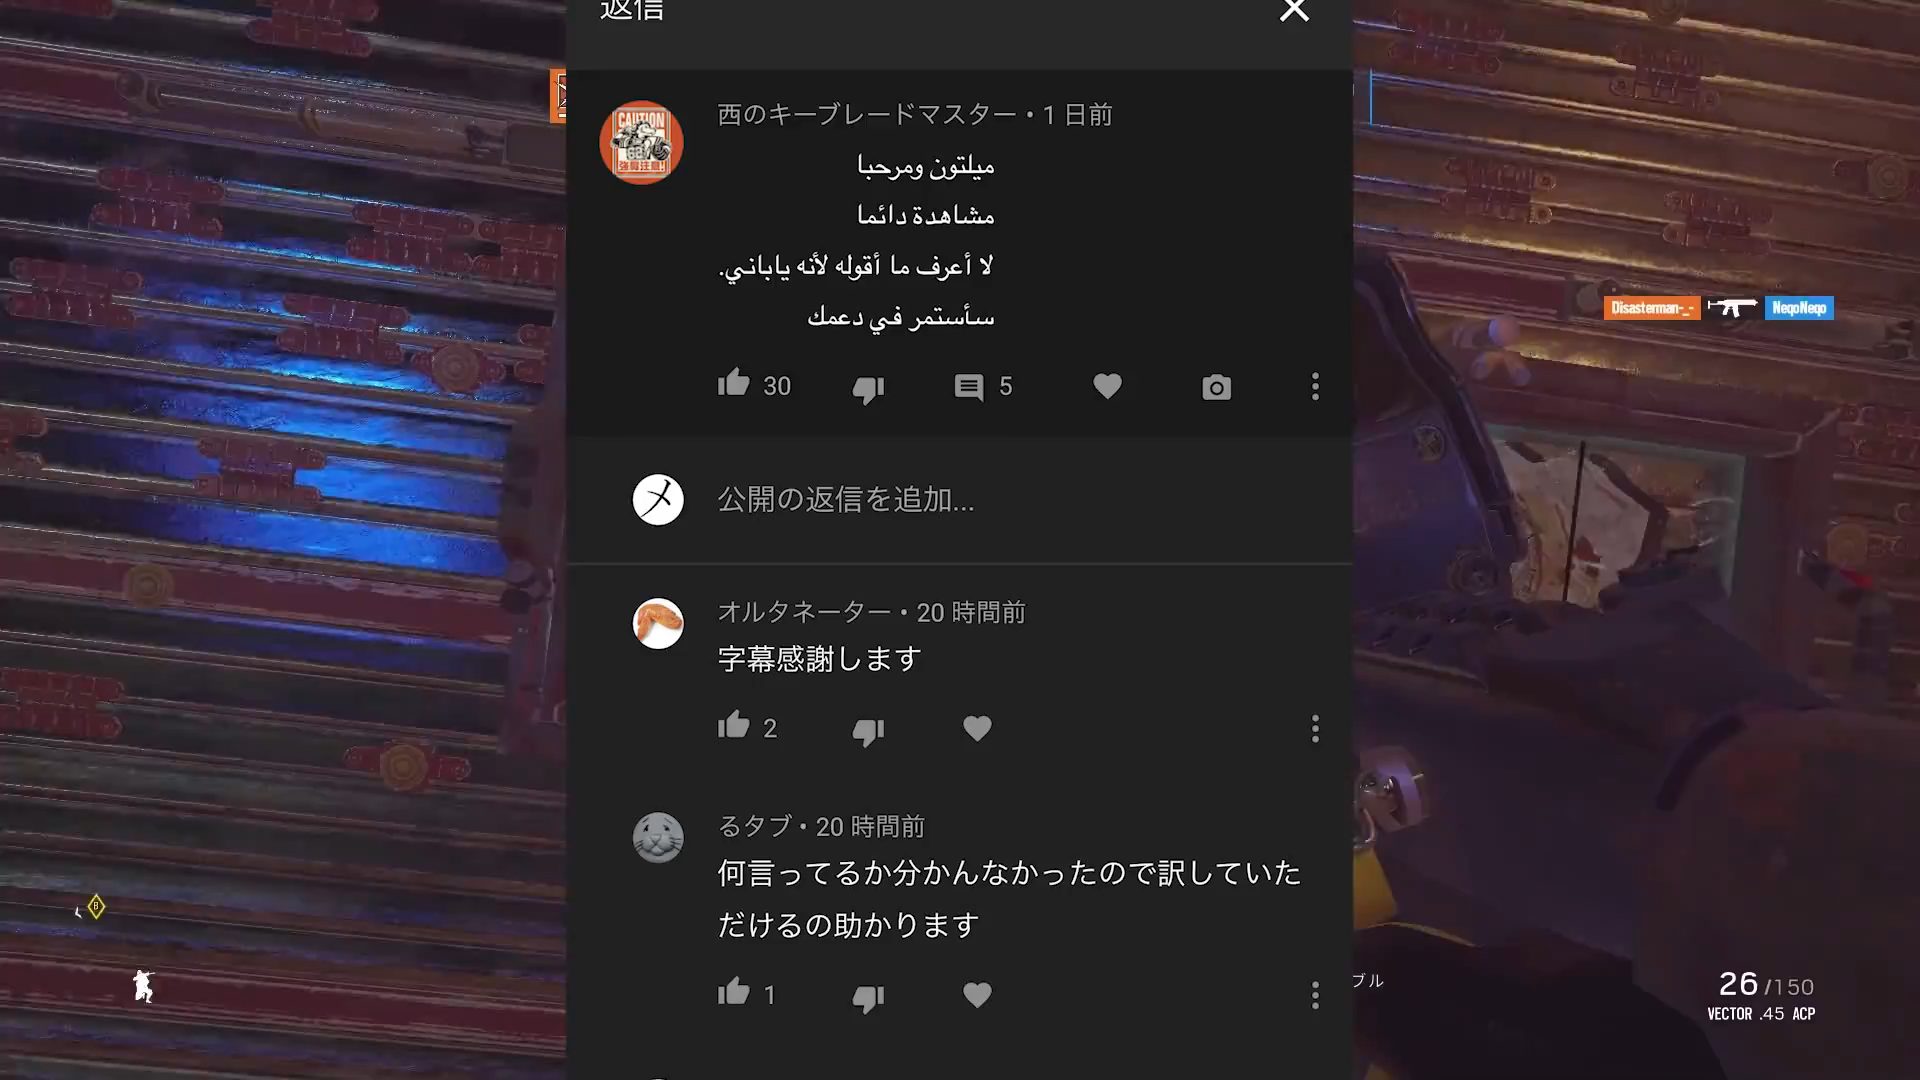 返信
西のキーブレードマスター • 1 日前
ميلتون ومرحبا
مشاهدة دائما
لا أعرف ما أقوله لأنه ياباني.
سأستمر في دعمك
30
5
公開の返信を追加...
オルタネーター • 20 時間前
字幕感謝します
2
るタブ • 20 時間前
何言ってるか分かんなかったので訳していた
だけるの助かります
1
CAUTION
Disasterman-_-
NeqoNeqo
B
ブル
26 /150
VECTOR .45 ACP